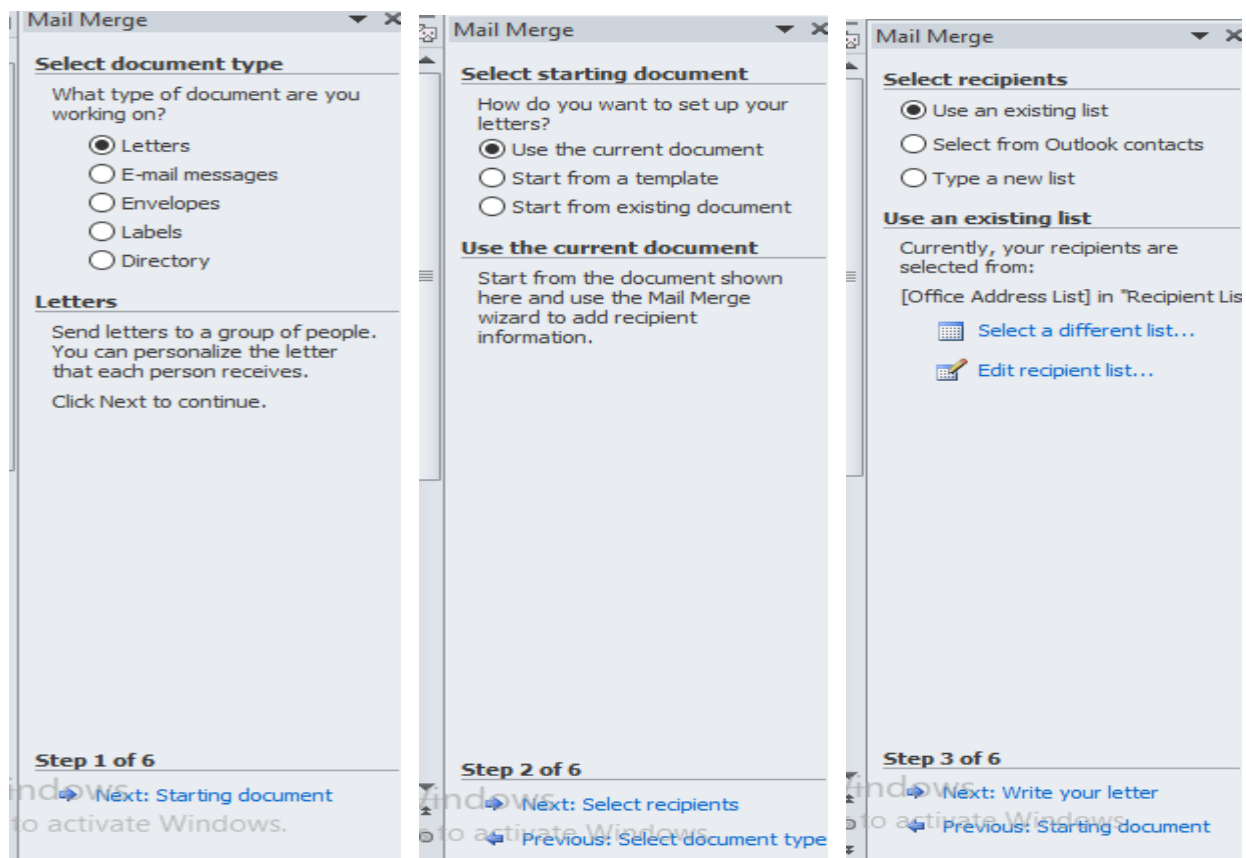 Mail Merge
Select document type
What type of document are you
working on?
Letters
E-mail messages
Envelopes
Labels
Directory
Letters
Send letters to a group of people.
You can personalize the letter
that each person receives.
Click Next to continue.
Step 1 of 6
Next: Starting document
to activate Windows.
Mail Merge
Select starting document
How do you want to set up your
letters?
Use the current document
Start from a template
Start from existing document
Use the current document
Start from the document shown
here and use the Mail Merge
wizard to add recipient
information.
Step 2 of 6
Windows
Next: Select recipients
to activate Windows
Previous: Select document type
Mail Merge
Select recipients
Use an existing list
Select from Outlook contacts
Type a new list
Use an existing list
Currently, your recipients are
selected from:
[Office Address List] in "Recipient Lis
Select a different list...
Edit recipient list...
Step 3 of 6
Windows
Next: Write your letter
to activate Windows
Previous: Starting document